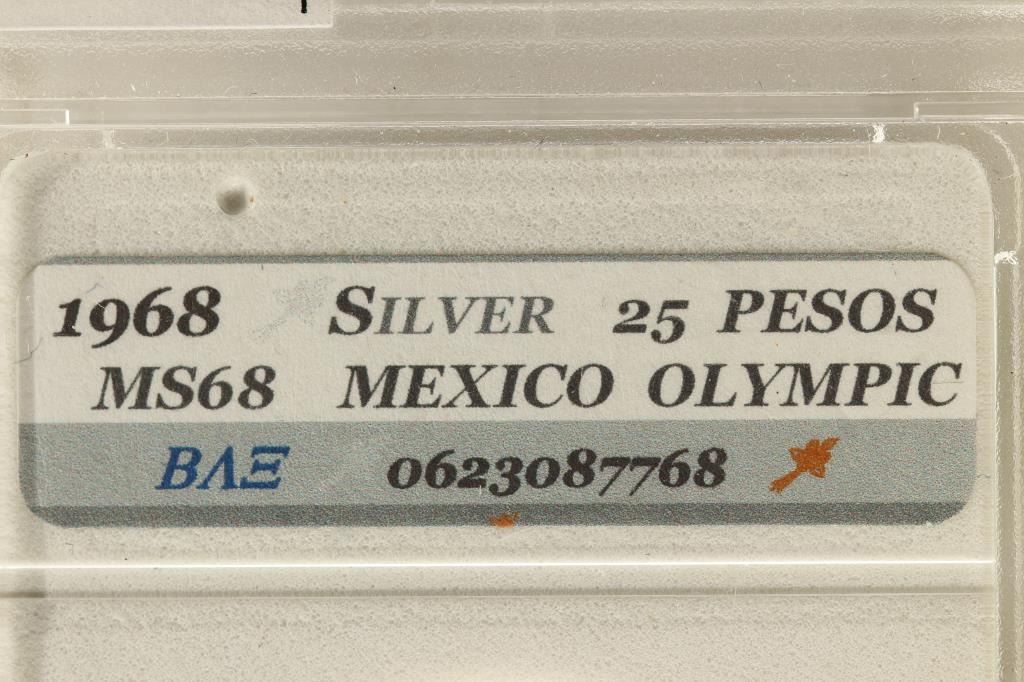 1968 SILVER 25 PESOS
MS68 MEXICO OLYMPIC
ΒΛΞ 0623087768